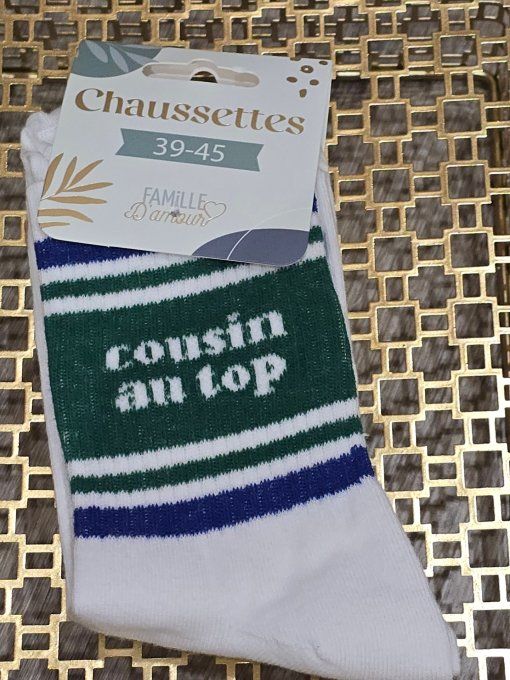 Chaussettes
39-45
FAMiLLE
D'amour
cousin
au top